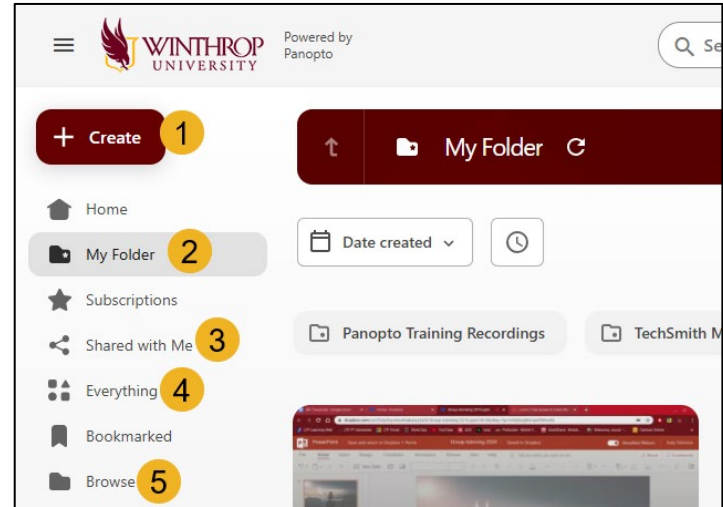 WINTHROP
UNIVERSITY
Powered by
Panopto
Se
+ Create 1
My Folder
Home
My Folder 2
Date created
Subscriptions
Shared with Me 3
Panopto Training Recordings
TechSmith M
Everything 4
Bookmarked
Browse 5
PowerPoint